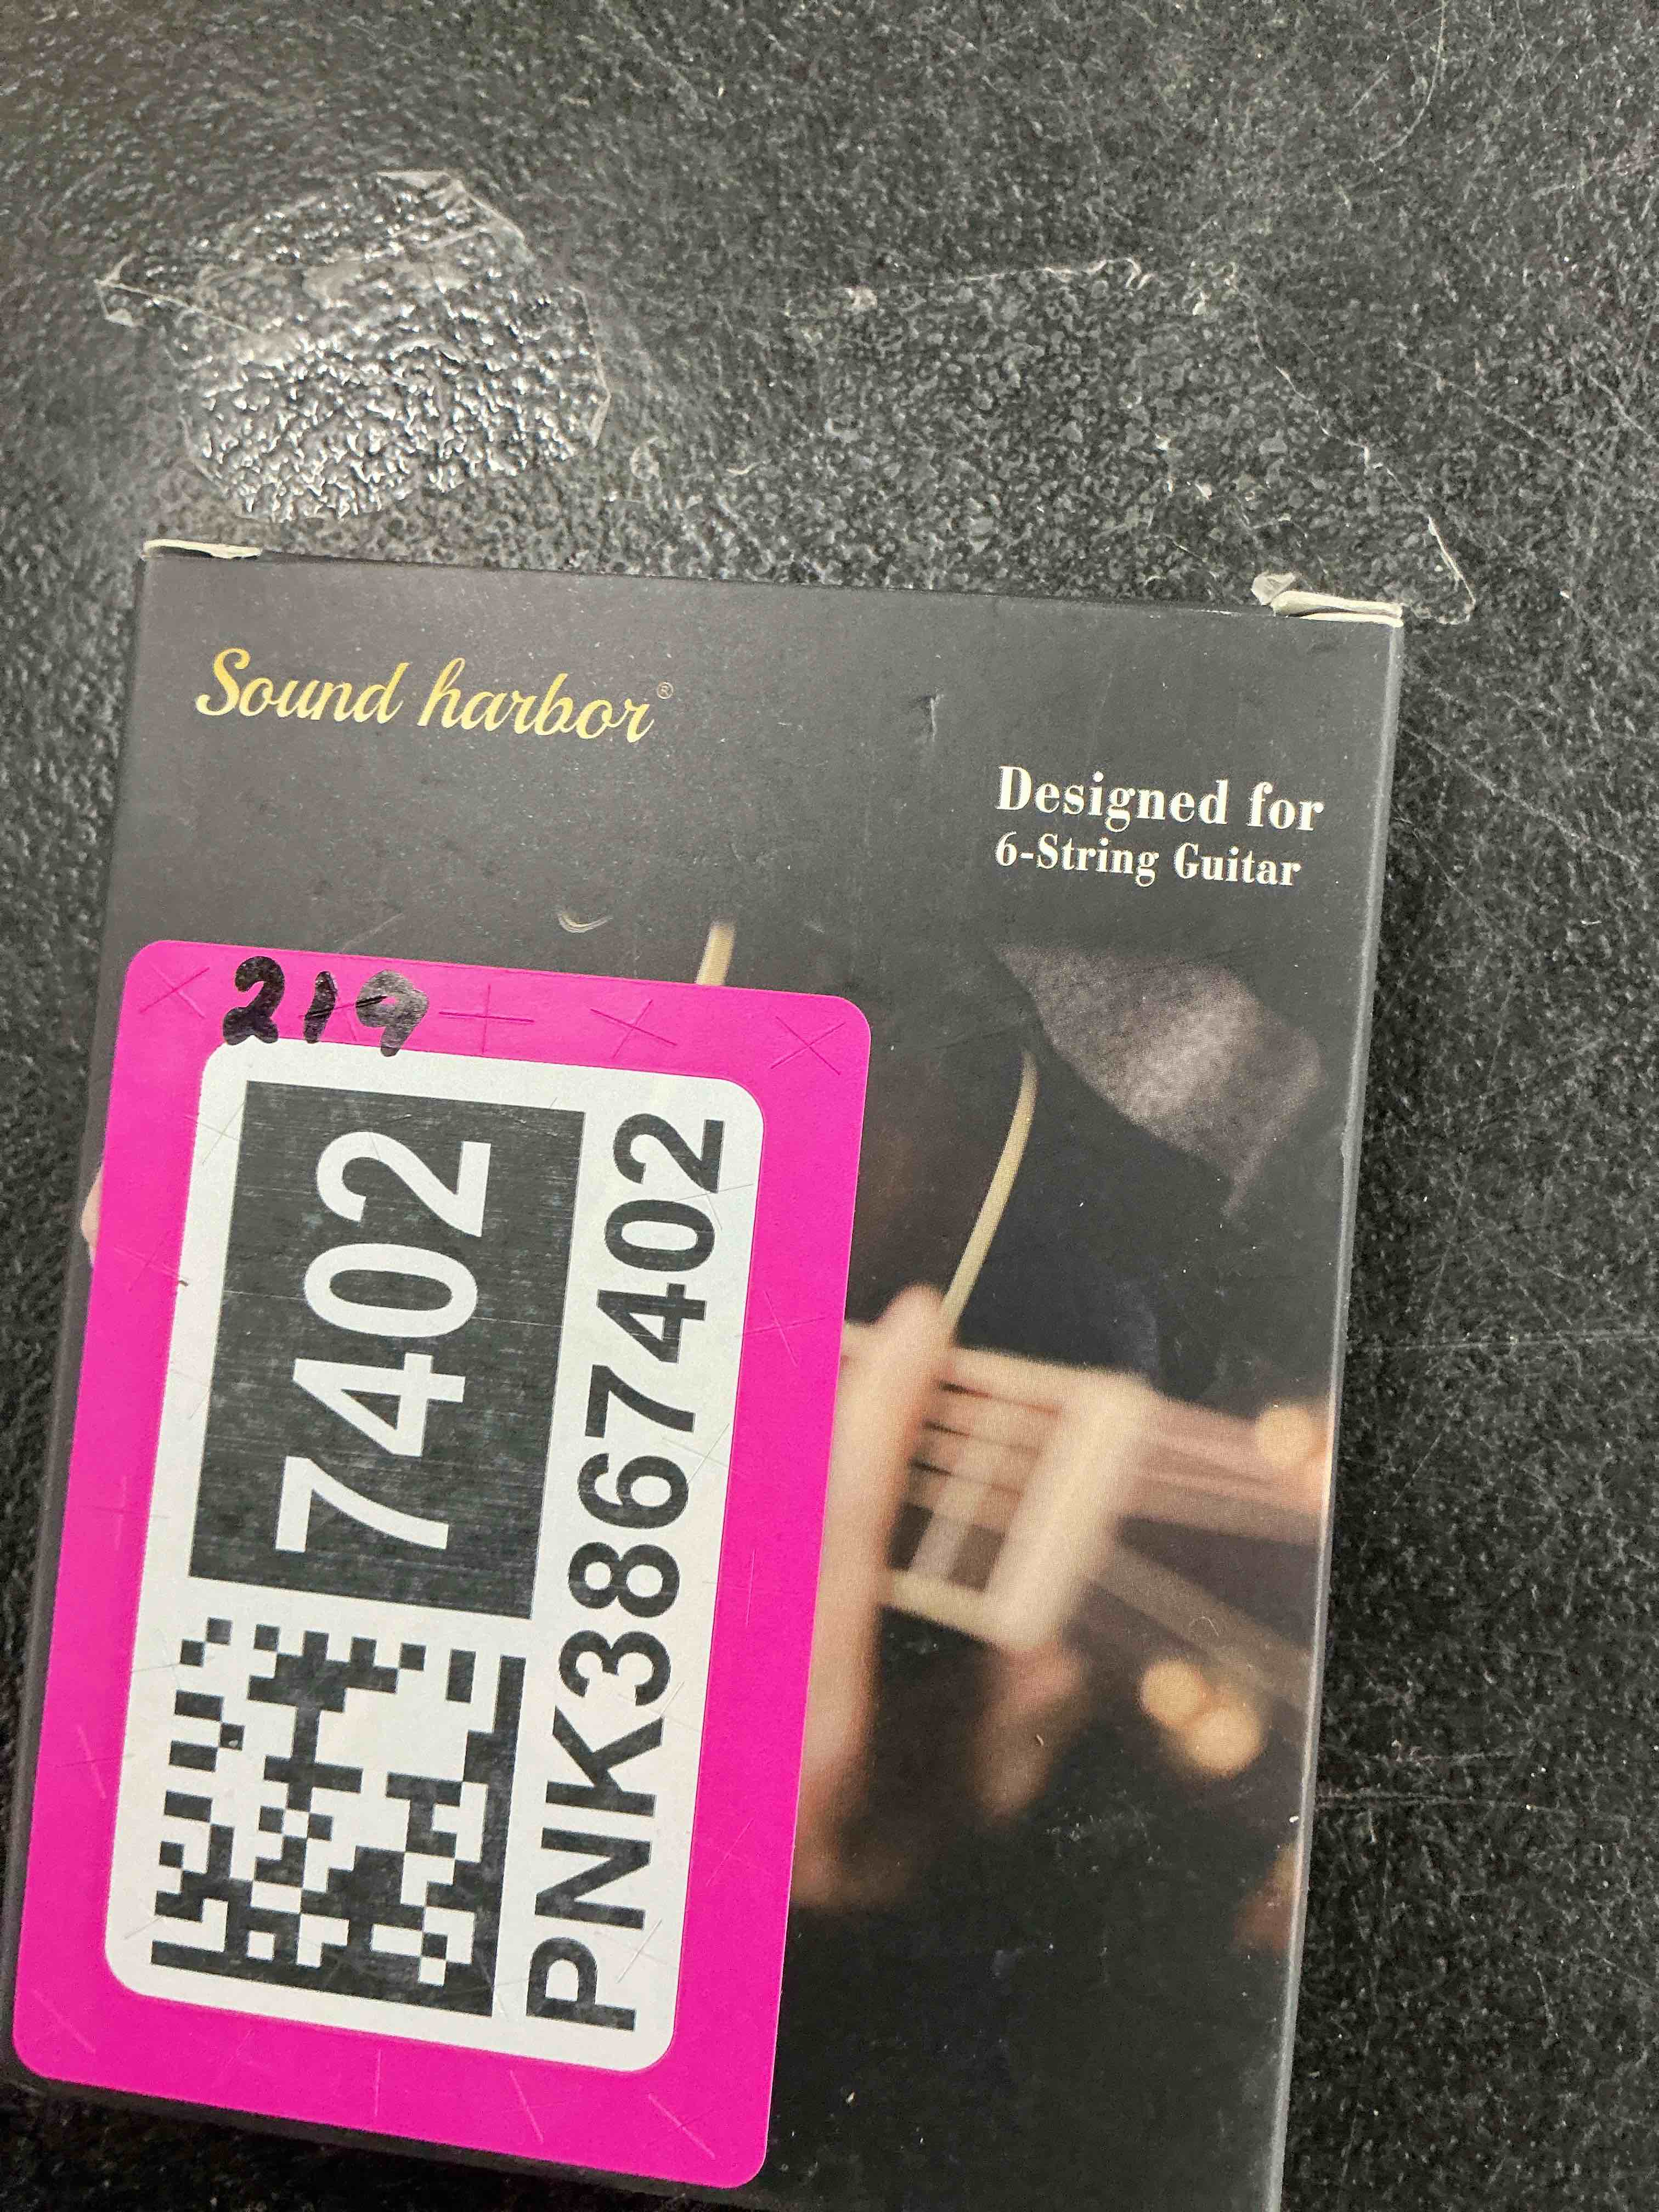 Sound harbor®
Designed for
6-String Guitar
219
7402
PNK3867402